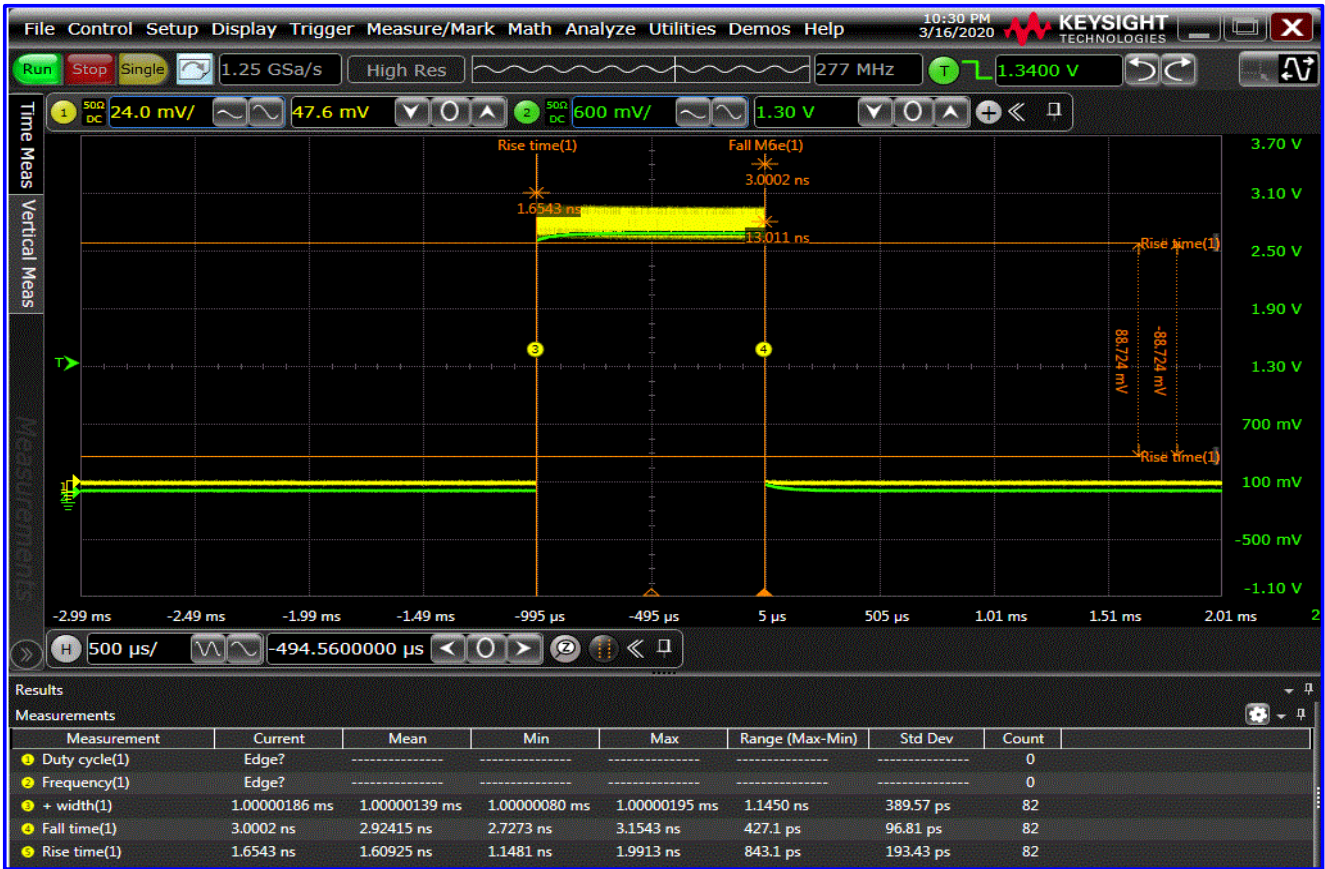 File Control Setup Display Trigger Measure/Mark Math Analyze Utilities Demos Help
10:30 PM
3/16/2020
KEYSIGHT
TECHNOLOGIES
Run Stop Single 1.25 GSa/s High Res 277 MHz T 1.3400 V
1 50Ω DC 24.0 mV/ 47.6 mV 2 50Ω DC 600 mV/ 1.30 V
Time Meas
Vertical Meas
Measurements
Rise time(1)
1.6543 ns
3.0002 ns
13.011 ns
Rise time(1)
88.724 mV
-88.724 mV
Rise time(1)
3
4
T
1
3.70 V
3.10 V
2.50 V
1.90 V
1.30 V
700 mV
100 mV
-500 mV
-1.10 V
-2.99 ms -2.49 ms -1.99 ms -1.49 ms -995 µs -495 µs 5 µs 505 µs 1.01 ms 1.51 ms 2.01 ms 2
H 500 µs/ -494.5600000 µs
Results
Measurements
Measurement Current Mean Min Max Range (Max-Min) Std Dev Count
1 Duty cycle(1) Edge? --------------- --------------- --------------- --------------- --------------- 0
2 Frequency(1) Edge? --------------- --------------- --------------- --------------- --------------- 0
3 + width(1) 1.00000186 ms 1.00000139 ms 1.00000080 ms 1.00000195 ms 1.1450 ns 389.57 ps 82
4 Fall time(1) 3.0002 ns 2.92415 ns 2.7273 ns 3.1543 ns 427.1 ps 96.81 ps 82
5 Rise time(1) 1.6543 ns 1.60925 ns 1.1481 ns 1.9913 ns 843.1 ps 193.43 ps 82